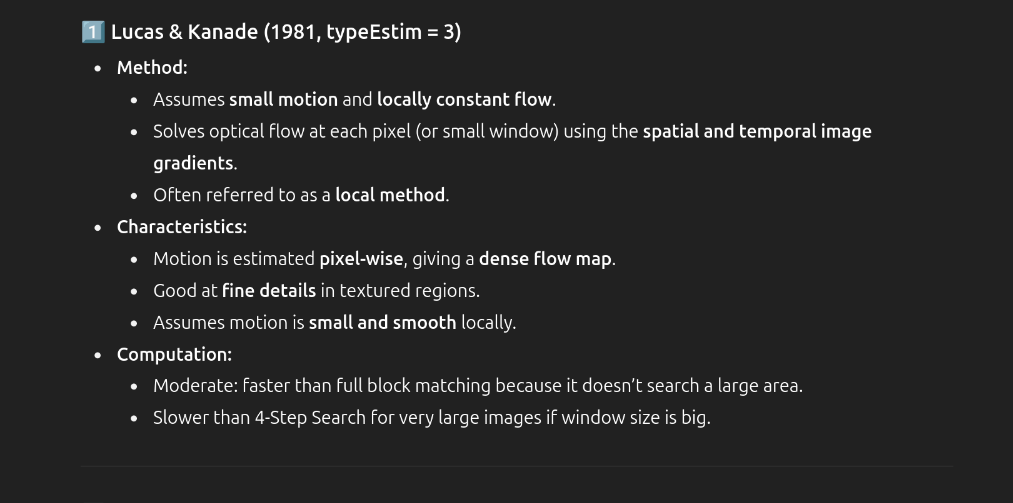 1 Lucas & Kanade (1981, typeEstim = 3)
• Method:
• Assumes small motion and locally constant flow.
• Solves optical flow at each pixel (or small window) using the spatial and temporal image
gradients.
• Often referred to as a local method.
• Characteristics:
• Motion is estimated pixel-wise, giving a dense flow map.
• Good at fine details in textured regions.
• Assumes motion is small and smooth locally.
• Computation:
• Moderate: faster than full block matching because it doesn’t search a large area.
• Slower than 4-Step Search for very large images if window size is big.